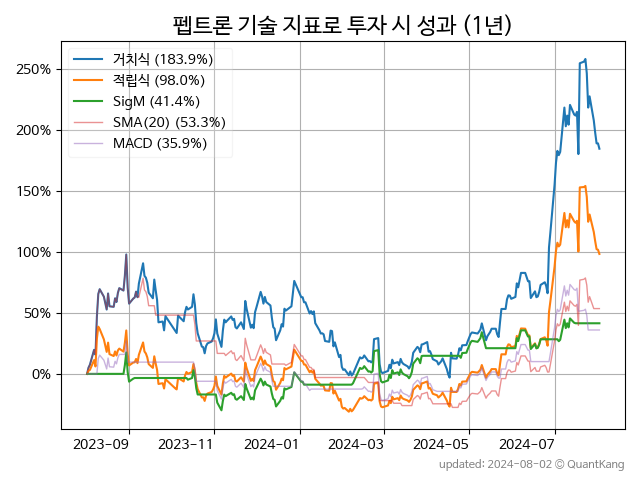 펩트론 기술 지표로 투자 시 성과 (1년)
거치식 (183.9%)
적립식 (98.0%)
SigM (41.4%)
SMA(20) (53.3%)
MACD (35.9%)
250%
200%
150%
100%
50%
0%
2023-09
2023-11
2024-01
2024-03
2024-05
2024-07
updated: 2024-08-02 © QuantKang